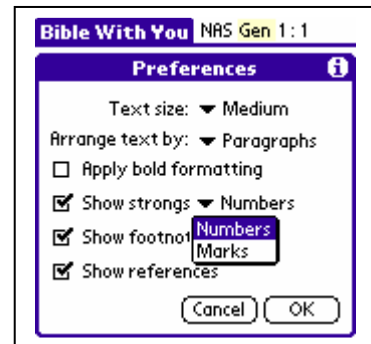 Bible With You NAS Gen 1:1
Preferences i
Text size: Medium
Arrange text by: Paragraphs
Apply bold formatting
Show strongs Numbers
Numbers
Show footnot
Marks
Show references
Cancel OK